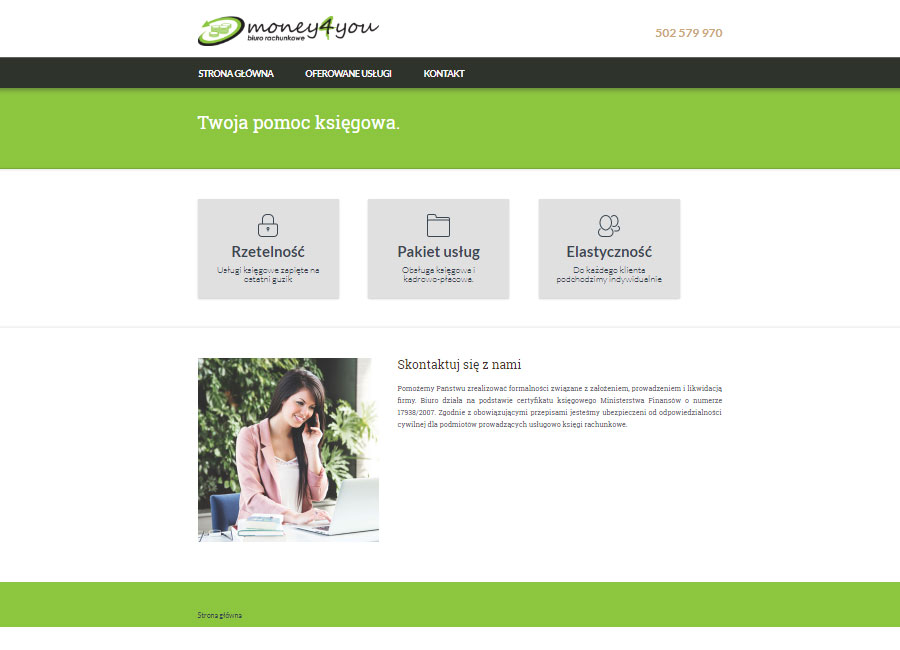 money4you
biuro rachunkowe
502 579 970
STRONA GŁÓWNA OFEROWANE USŁUGI KONTAKT
Twoja pomoc księgowa.
Rzetelność
Usługi księgowe zapięte na
ostatni guzik
Pakiet usług
Obsługa księgowa i
kadrowo-płacowa.
Elastyczność
Do każdego klienta
podchodzimy indywidualnie
Skontaktuj się z nami
Pomożemy Państwu zrealizować formalności związane z założeniem, prowadzeniem i likwidacją
firmy. Biuro działa na podstawie certyfikatu księgowego Ministerstwa Finansów o numerze
17938/2007. Zgodnie z obowiązującymi przepisami jesteśmy ubezpieczeni od odpowiedzialności
cywilnej dla podmiotów prowadzących usługowo księgi rachunkowe.
Strona główna